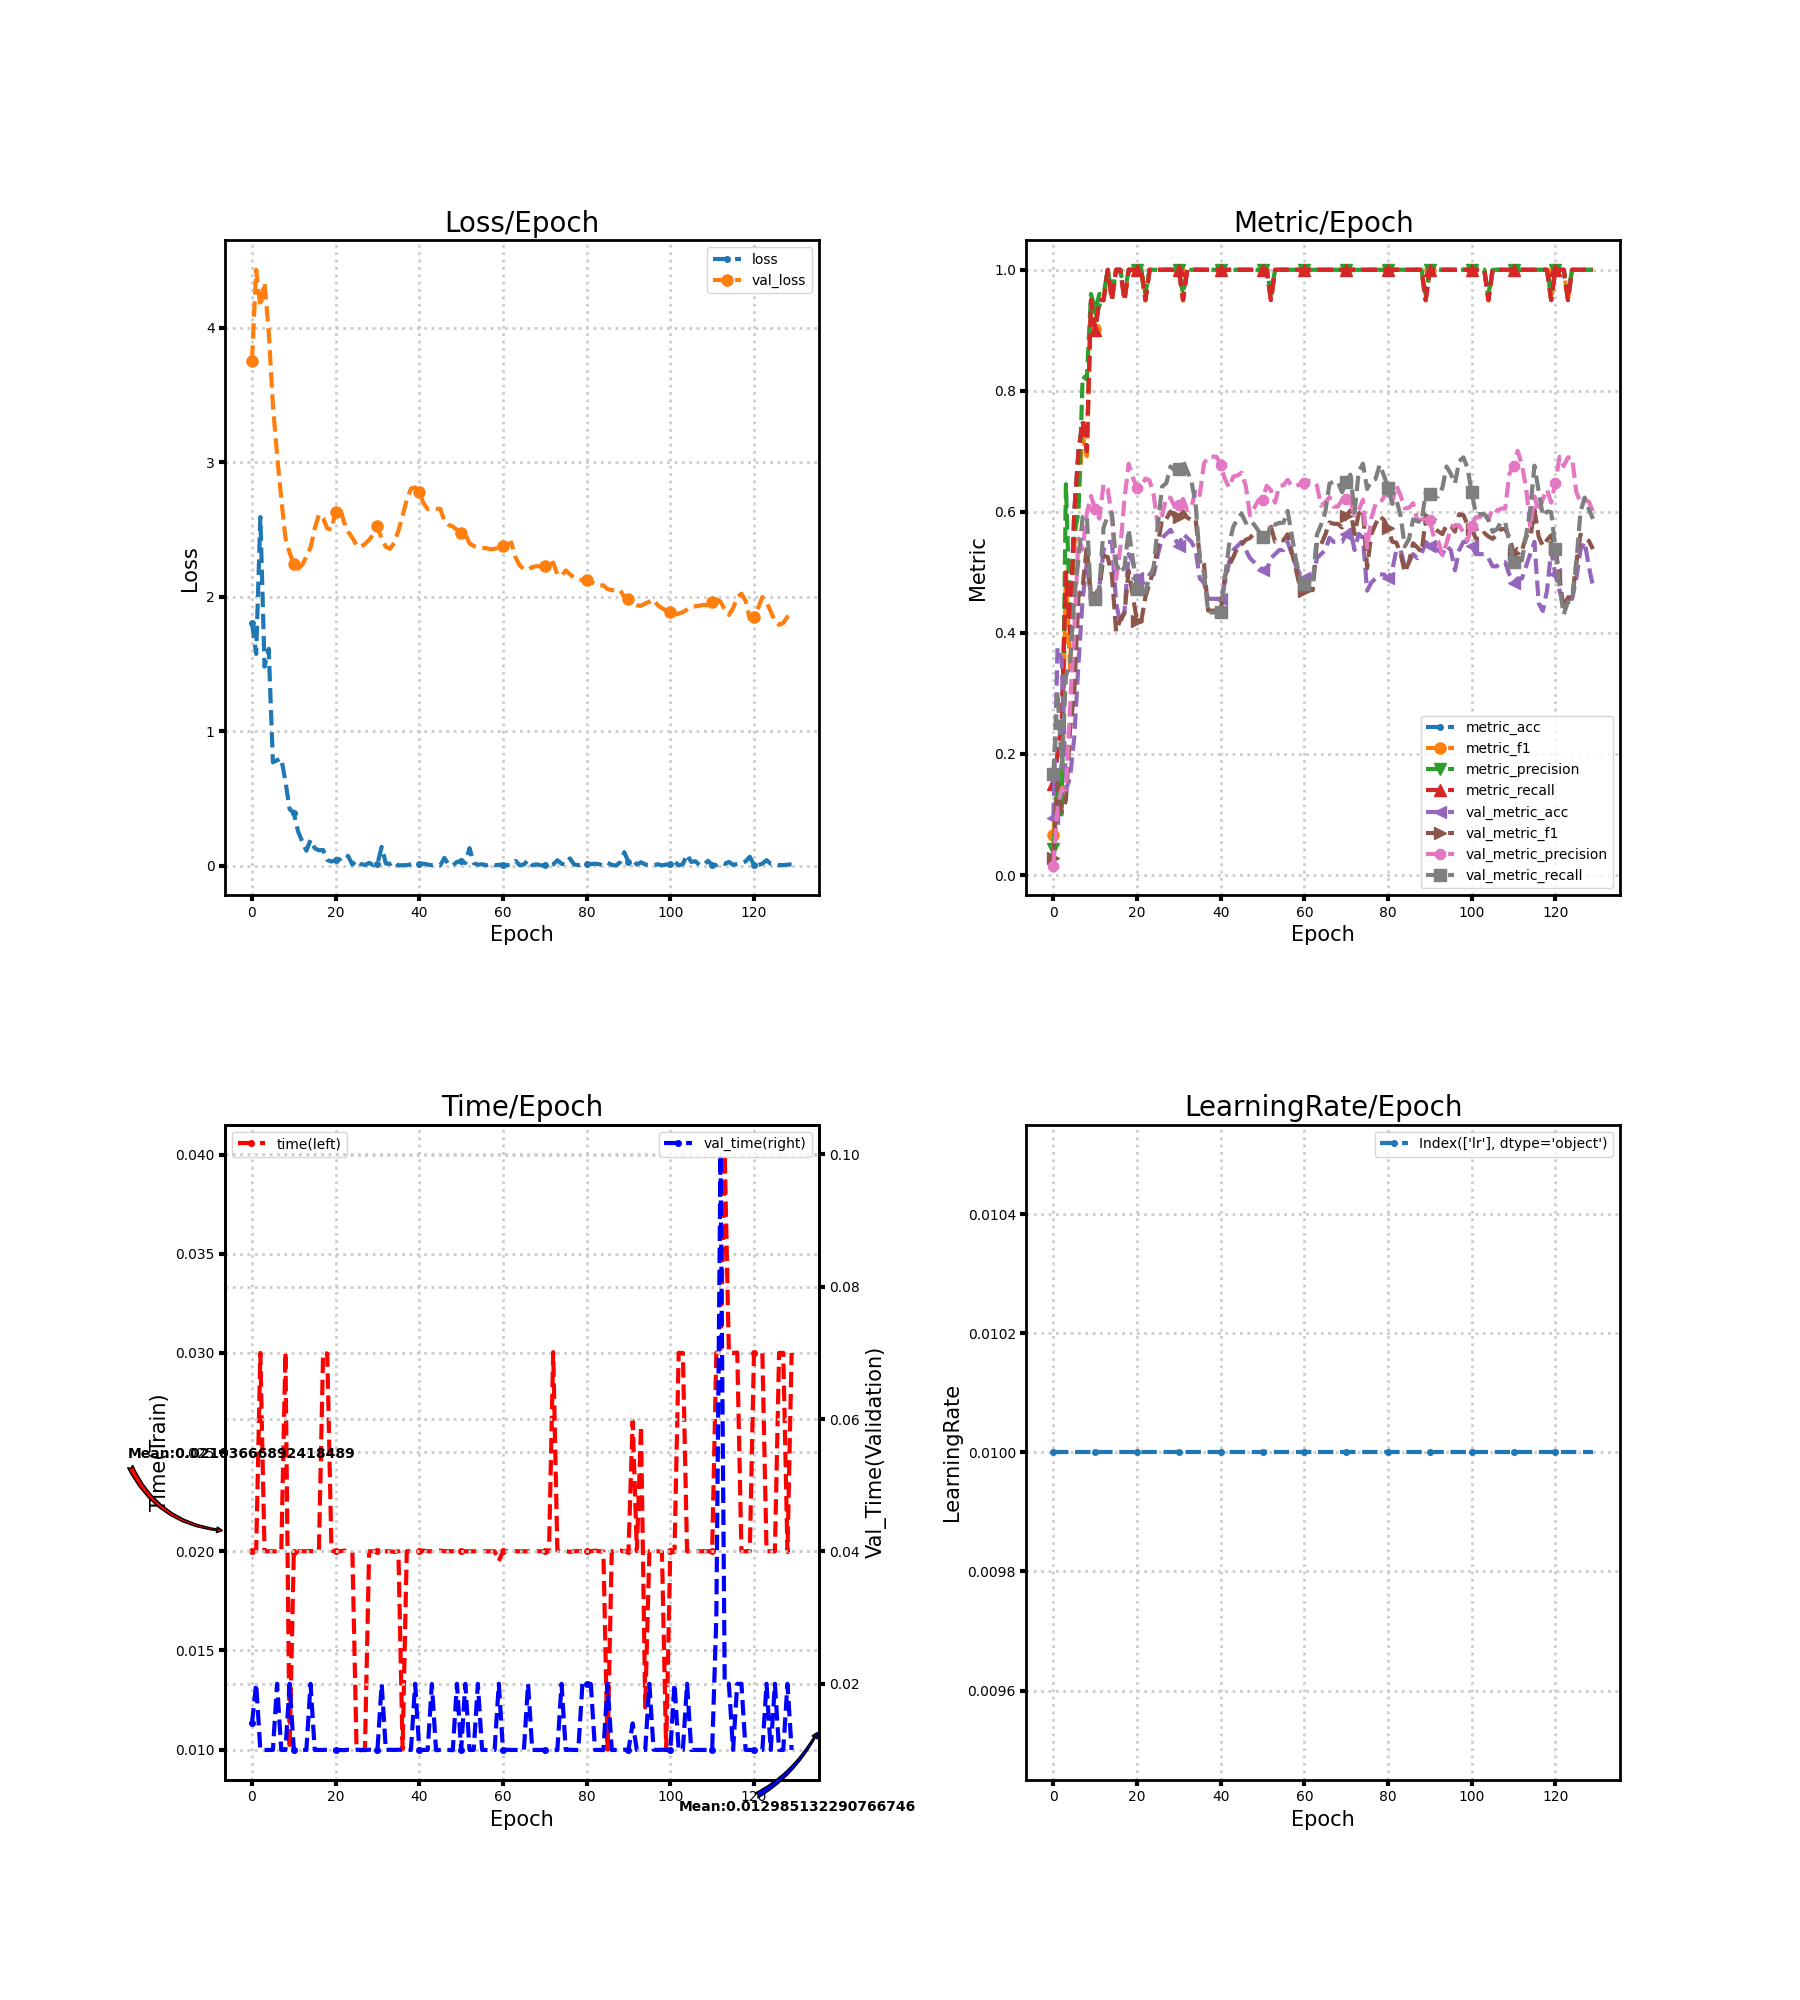 Loss/Epoch
Loss
4
3
2
1
0
0 20 40 60 80 100 120
Epoch
loss
val_loss
Metric/Epoch
Metric
1.0
0.8
0.6
0.4
0.2
0.0
0 20 40 60 80 100 120
Epoch
metric_acc
metric_f1
metric_precision
metric_recall
val_metric_acc
val_metric_f1
val_metric_precision
val_metric_recall
Time/Epoch
time(left)
val_time(right)
Time(Train)
0.040
0.035
0.030
0.020
0.015
0.010
0.10
0.08
0.06
0.04
0.02
Val_Time(Validation)
0 20 40 60 80 100 120
Epoch
Mean:0.012985132290766746
LearningRate/Epoch
Index(['lr'], dtype='object')
LearningRate
0.0104
0.0102
0.0100
0.0098
0.0096
0 20 40 60 80 100 120
Epoch